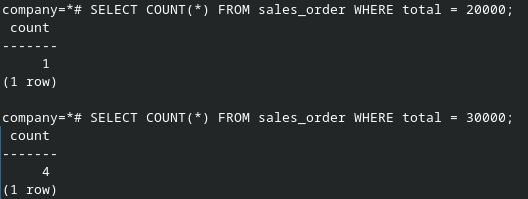 company=*# SELECT COUNT(*) FROM sales_order WHERE total = 20000;
count
-------
1
(1 row)
company=*# SELECT COUNT(*) FROM sales_order WHERE total = 30000;
count
-------
4
(1 row)